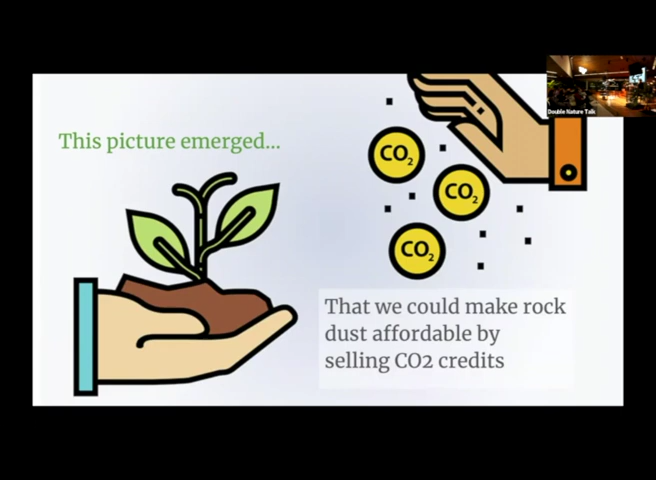 This picture emerged...
CO₂
CO₂
CO₂
That we could make rock
dust affordable by
selling CO2 credits
Double Nature Talk